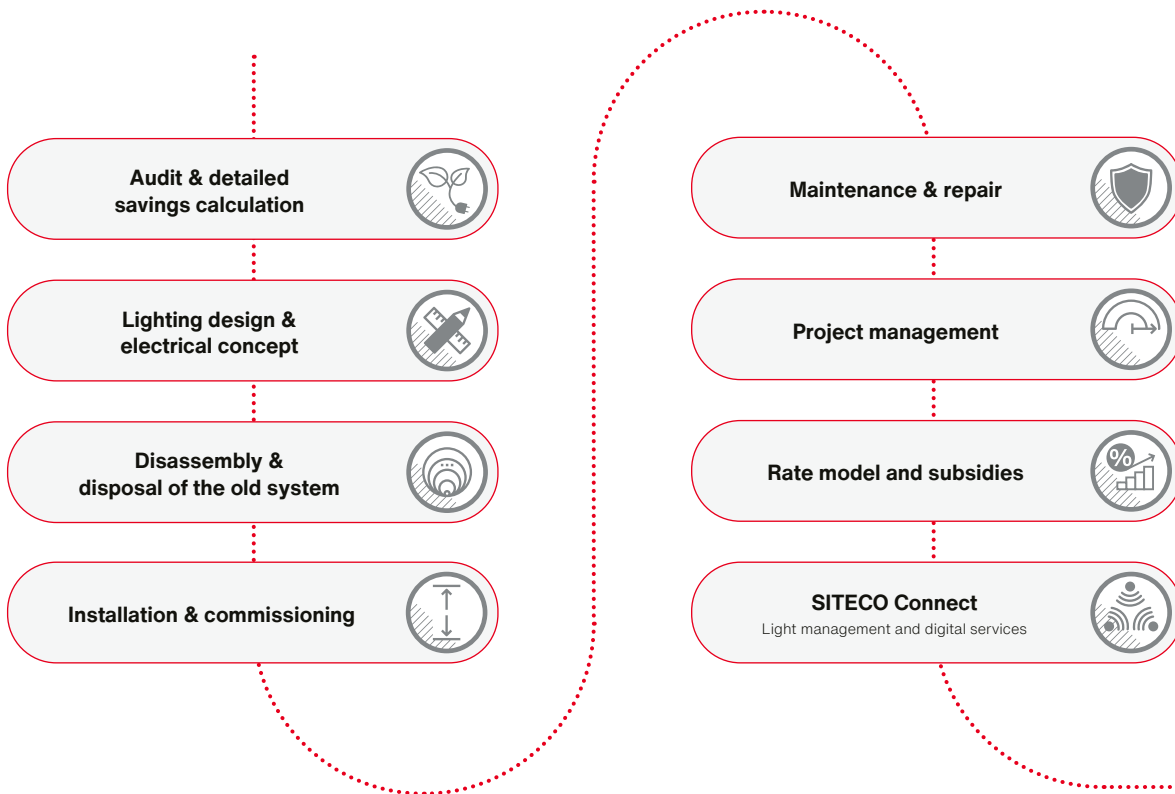 Audit & detailed
savings calculation
Lighting design &
electrical concept
Disassembly &
disposal of the old system
Installation & commissioning
Maintenance & repair
Project management
Rate model and subsidies
%
SITECO Connect
Light management and digital services